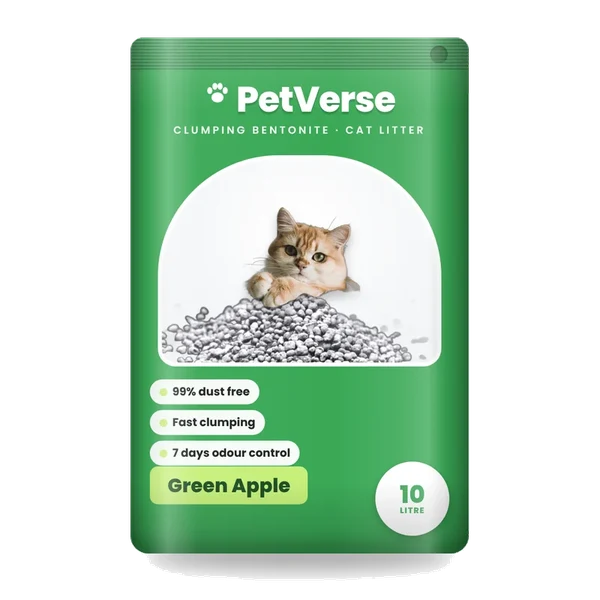 PetVerse
CLUMPING BENTONITE · CAT LITTER
99% dust free
Fast clumping
7 days odour control
Green Apple
10
LITRE